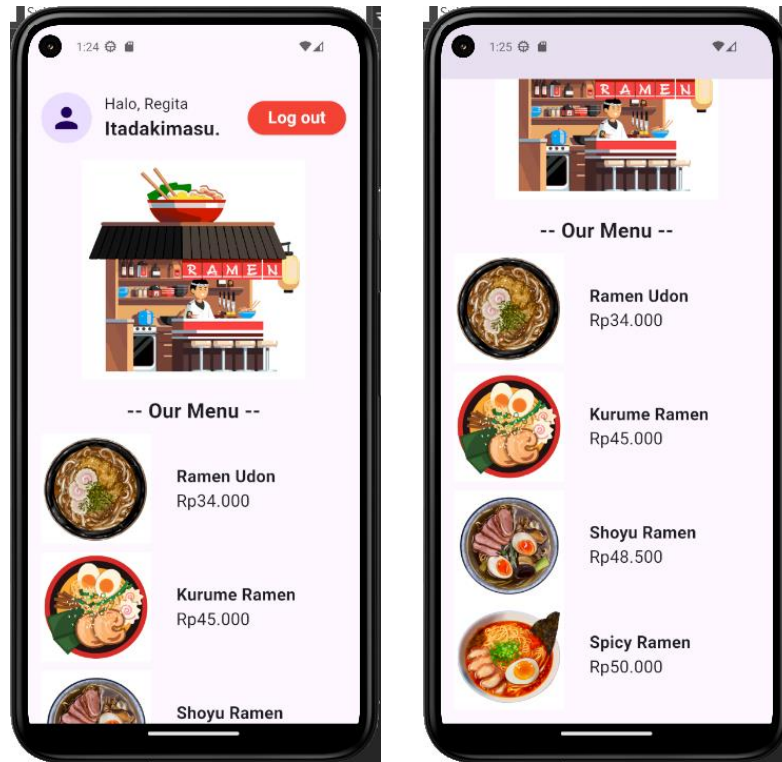 1:24
Halo, Regita
Itadakimasu.
Log out
RAMEN
-- Our Menu --
Ramen Udon
Rp34.000
Kurume Ramen
Rp45.000
Shoyu Ramen
1:25
RAMEN
-- Our Menu --
Ramen Udon
Rp34.000
Kurume Ramen
Rp45.000
Shoyu Ramen
Rp48.500
Spicy Ramen
Rp50.000